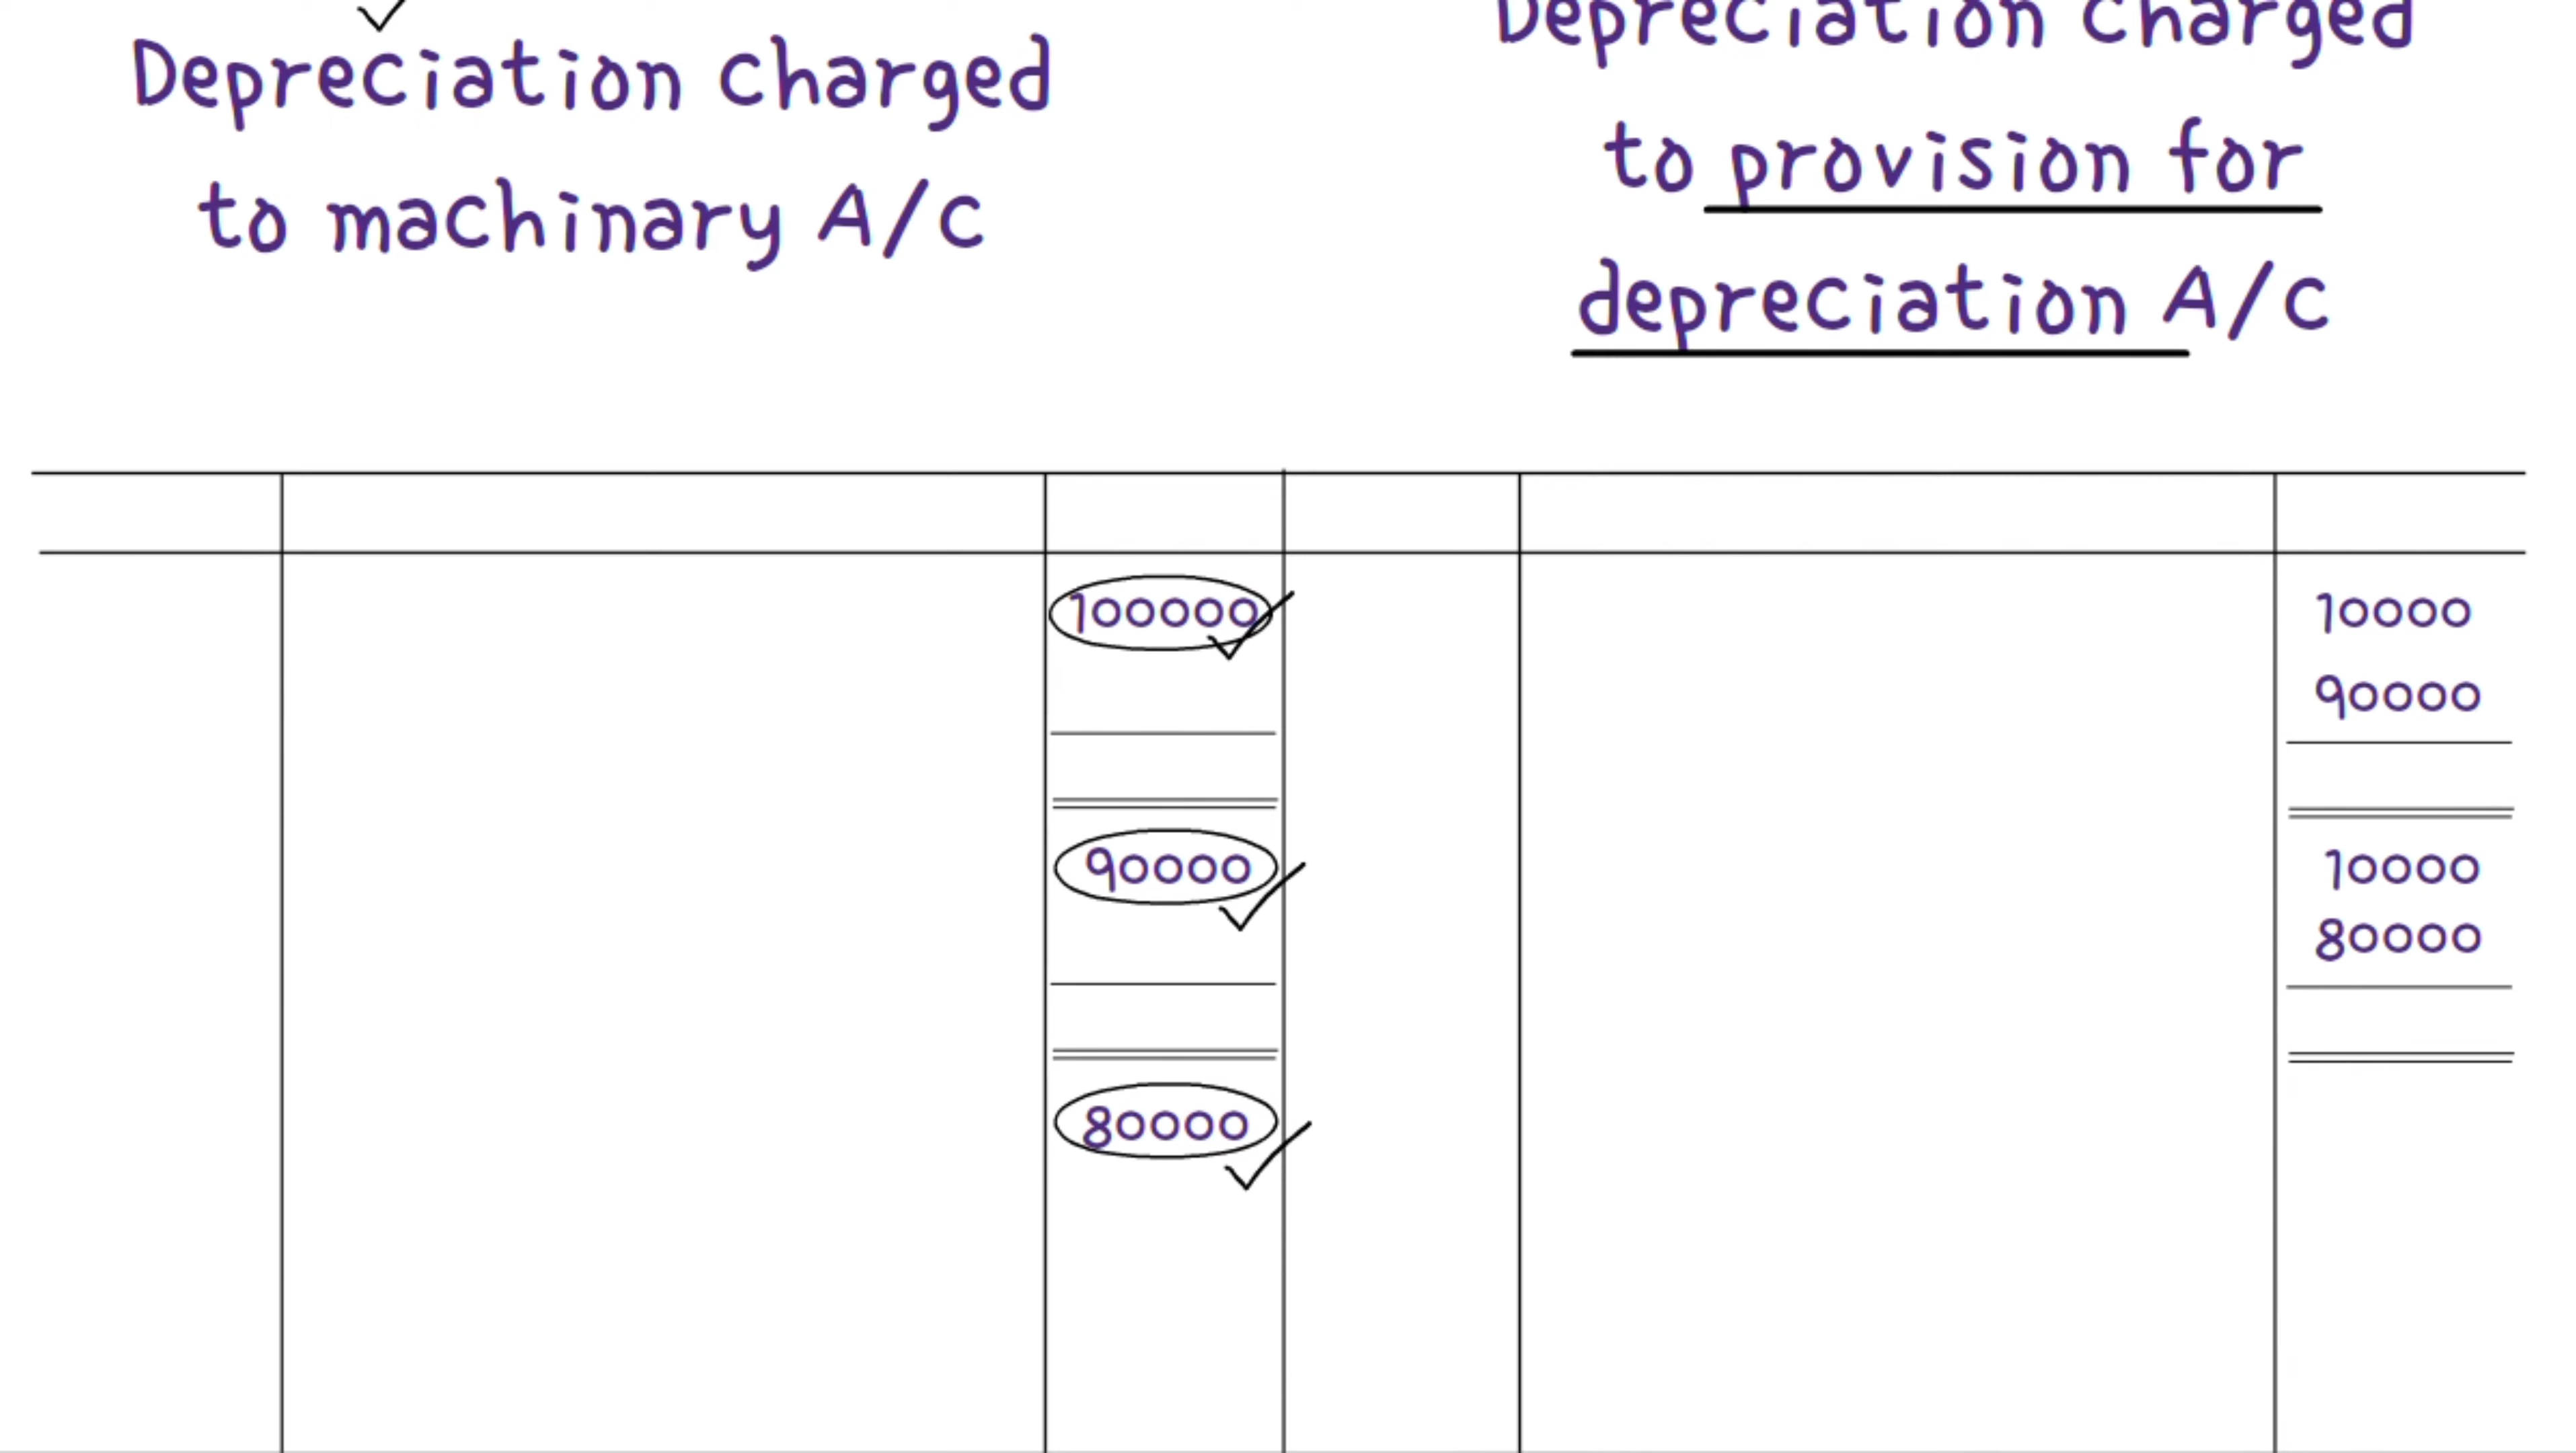 Depreciation charged
to machinary A/c
Depreciation charged
to provision for
depreciation A/c
100000
10000
90000
90000
10000
80000
80000